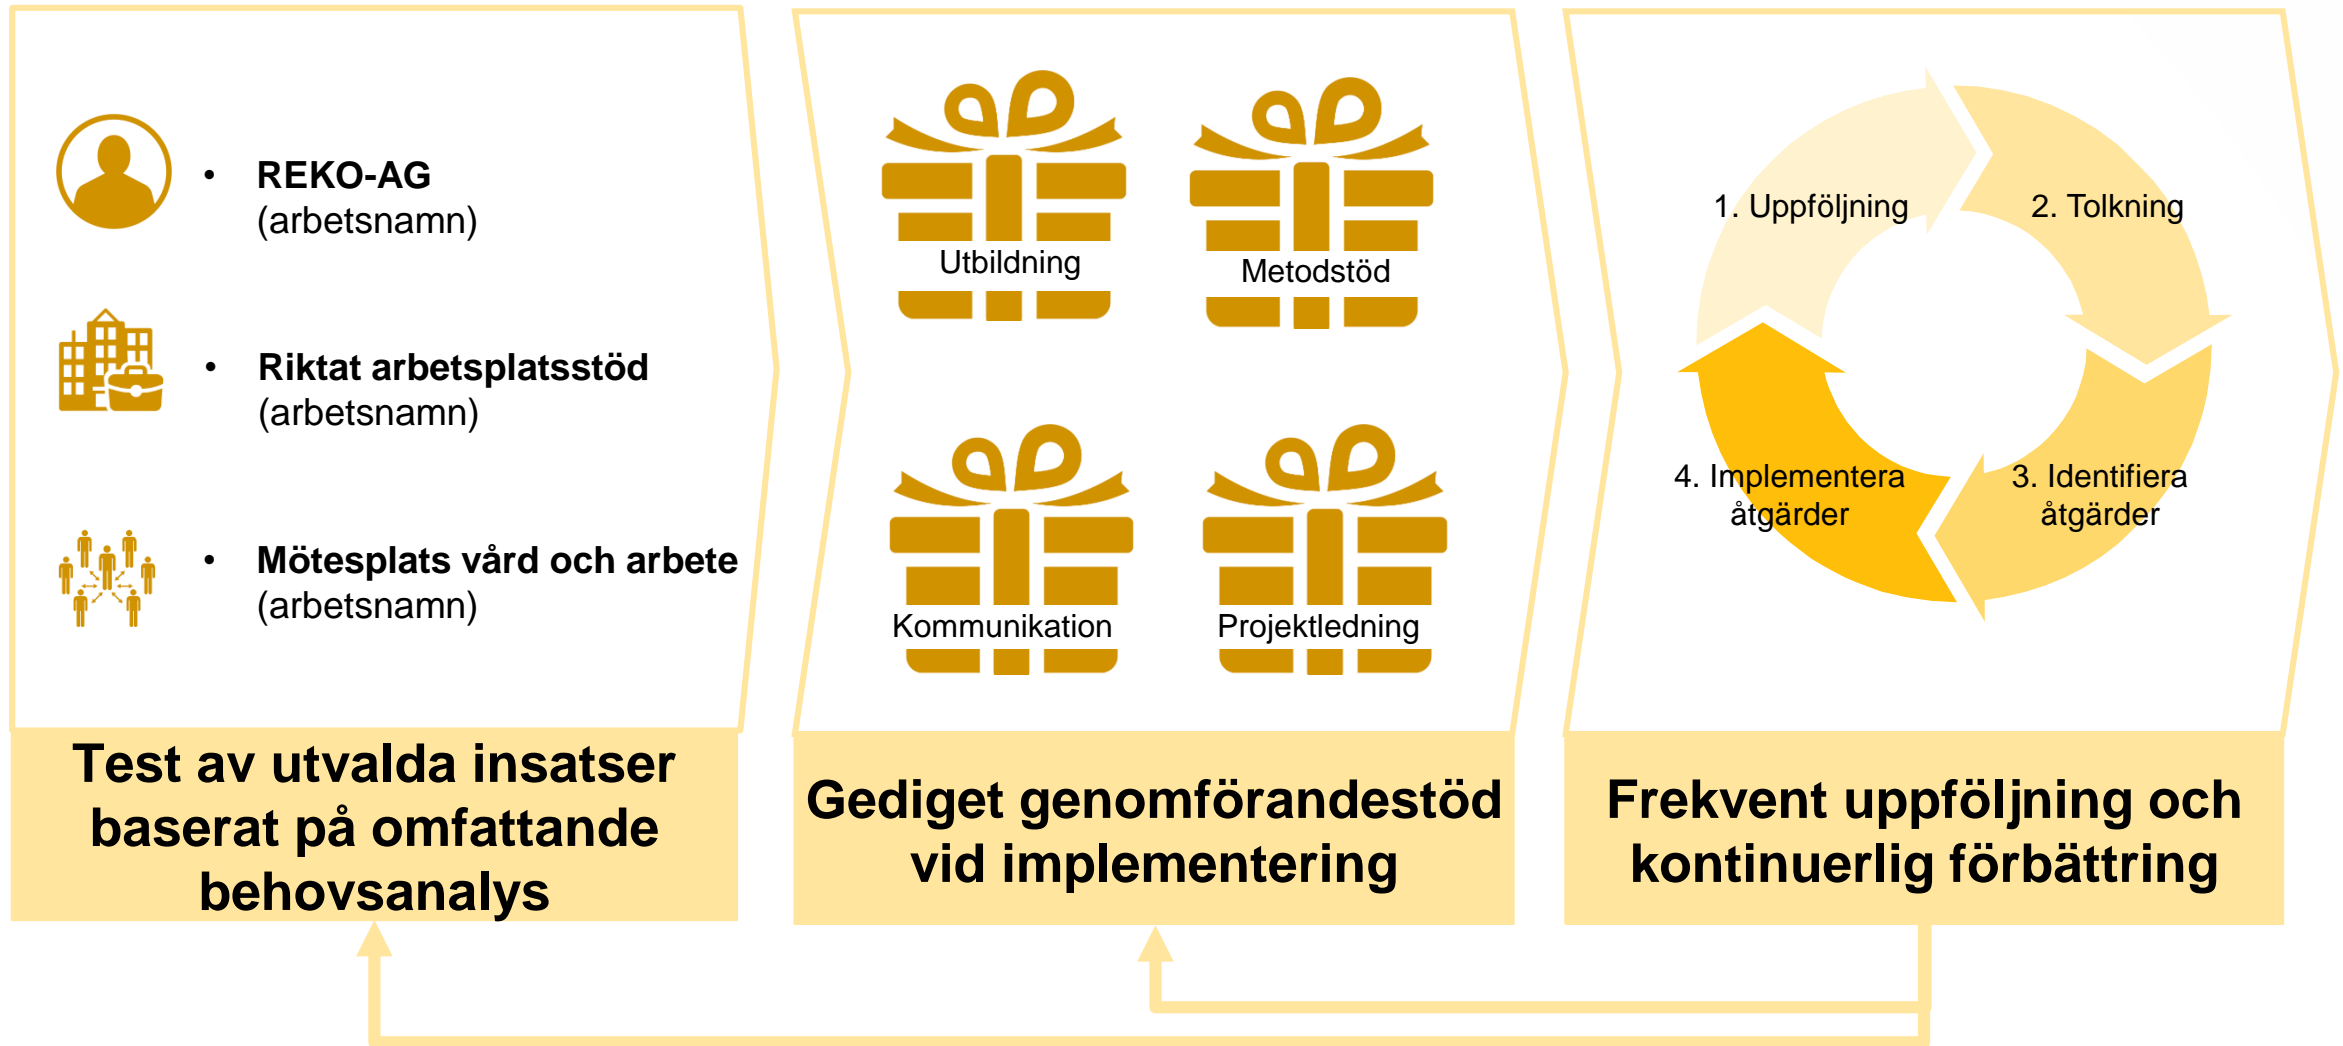 • REKO-AG
(arbetsnamn)
• Riktat arbetsplatsstöd
(arbetsnamn)
• Mötesplats vård och arbete
(arbetsnamn)
Test av utvalda insatser
baserat på omfattande
behovsanalys
Utbildning
Metodstöd
Kommunikation
Projektledning
Gediget genomförandestöd
vid implementering
1. Uppföljning
2. Tolkning
3. Identifiera
åtgärder
4. Implementera
åtgärder
Frekvent uppföljning och
kontinuerlig förbättring